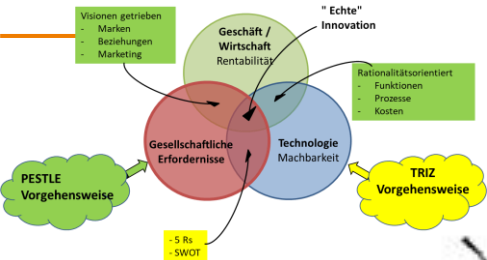 Visionen getrieben
- Marken
- Beziehungen
- Marketing
Geschäft /
Wirtschaft
Rentabilität
" Echte"
Innovation
Rationalitätsorientiert
- Funktionen
- Prozesse
- Kosten
Gesellschaftliche
Erfordernisse
Technologie
Machbarkeit
PESTLE
Vorgehensweise
TRIZ
Vorgehensweise
- 5 Rs
- SWOT